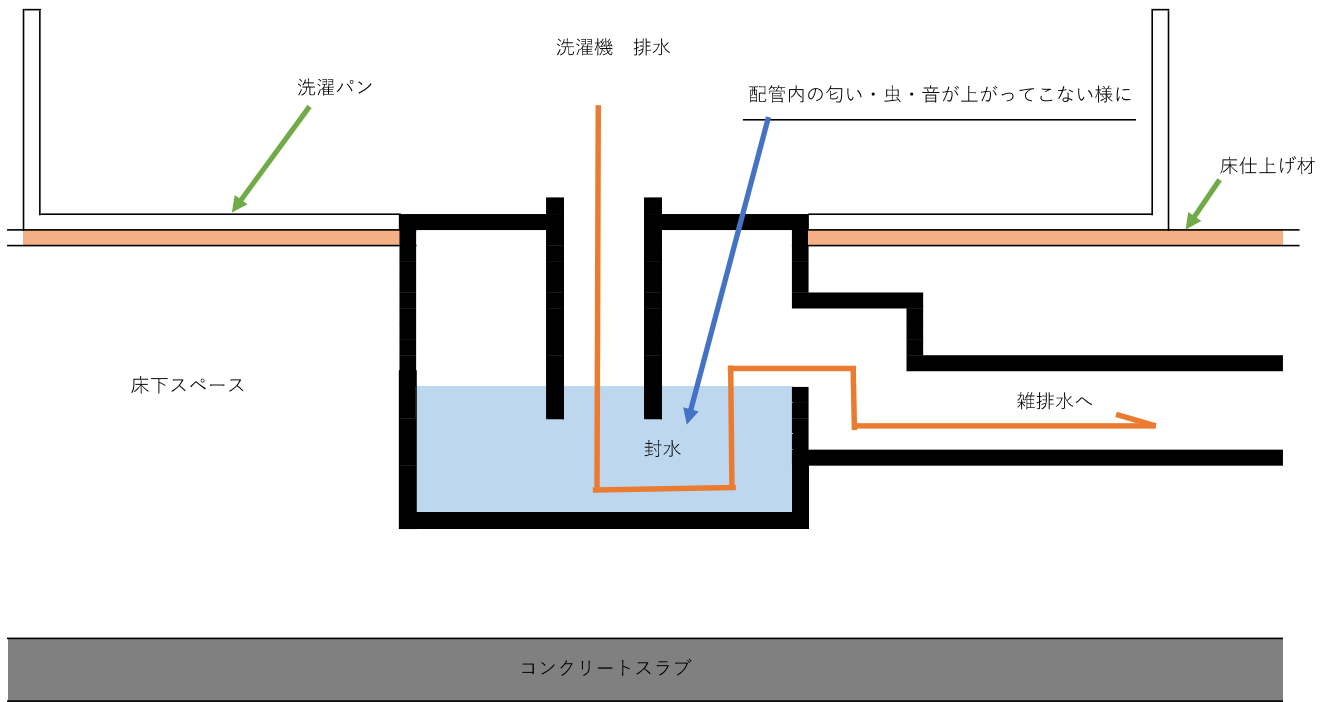 洗濯機　排水
洗濯パン
配管内の匂い・虫・音が上がってこない様に
床仕上げ材
床下スペース
雑排水へ
封水
コンクリートスラブ